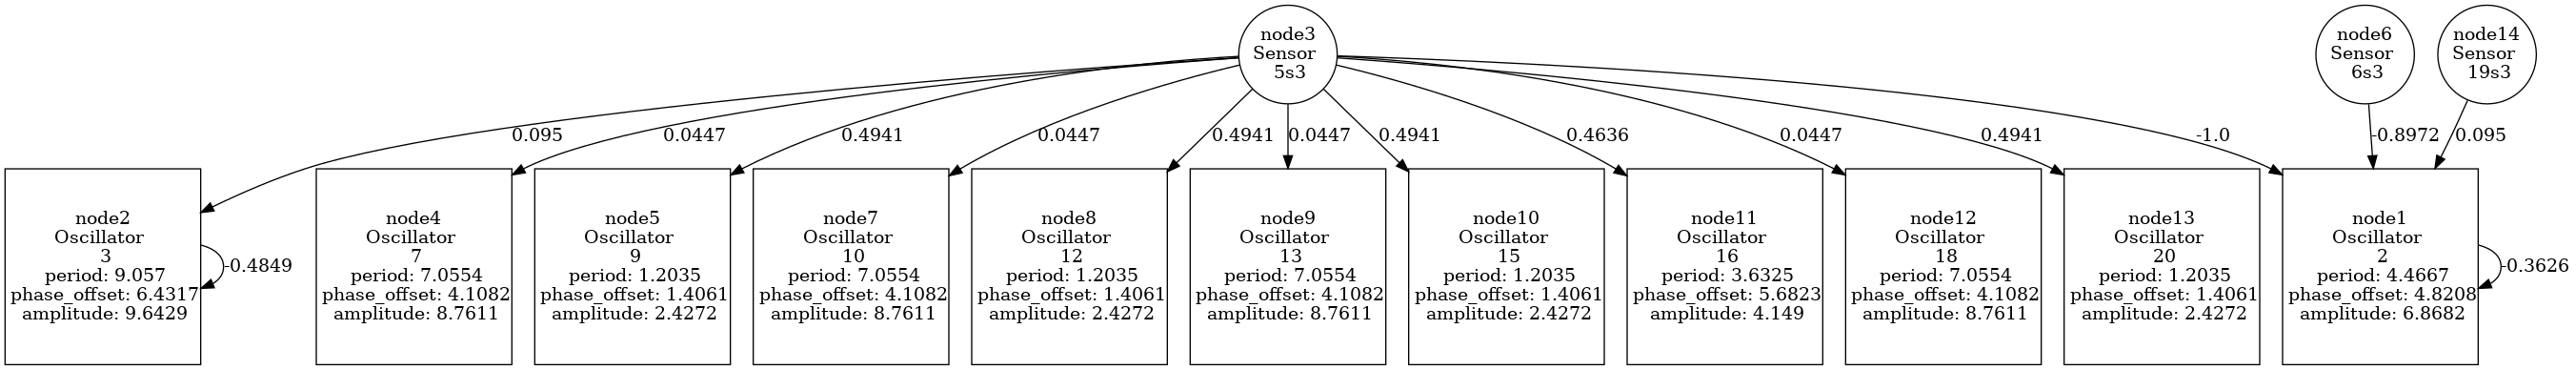 node3
Sensor
5s3
node6
Sensor
6s3
node14
Sensor
19s3
0.095
0.0447
0.4941
0.0447
0.4941
0.0447
0.4941
0.4636
0.0447
0.4941
-1.0
-0.8972
0.095
node2
Oscillator
3
period: 9.057
phase_offset: 6.4317
amplitude: 9.6429
-0.4849
node4
Oscillator
7
period: 7.0554
phase_offset: 4.1082
amplitude: 8.7611
node5
Oscillator
9
period: 1.2035
phase_offset: 1.4061
amplitude: 2.4272
node7
Oscillator
10
period: 7.0554
phase_offset: 4.1082
amplitude: 8.7611
node8
Oscillator
12
period: 1.2035
phase_offset: 1.4061
amplitude: 2.4272
node9
Oscillator
13
period: 7.0554
phase_offset: 4.1082
amplitude: 8.7611
node10
Oscillator
15
period: 1.2035
phase_offset: 1.4061
amplitude: 2.4272
node11
Oscillator
16
period: 3.6325
phase_offset: 5.6823
amplitude: 4.149
node12
Oscillator
18
period: 7.0554
phase_offset: 4.1082
amplitude: 8.7611
node13
Oscillator
20
period: 1.2035
phase_offset: 1.4061
amplitude: 2.4272
node1
Oscillator
2
period: 4.4667
phase_offset: 4.8208
amplitude: 6.8682
-0.3626